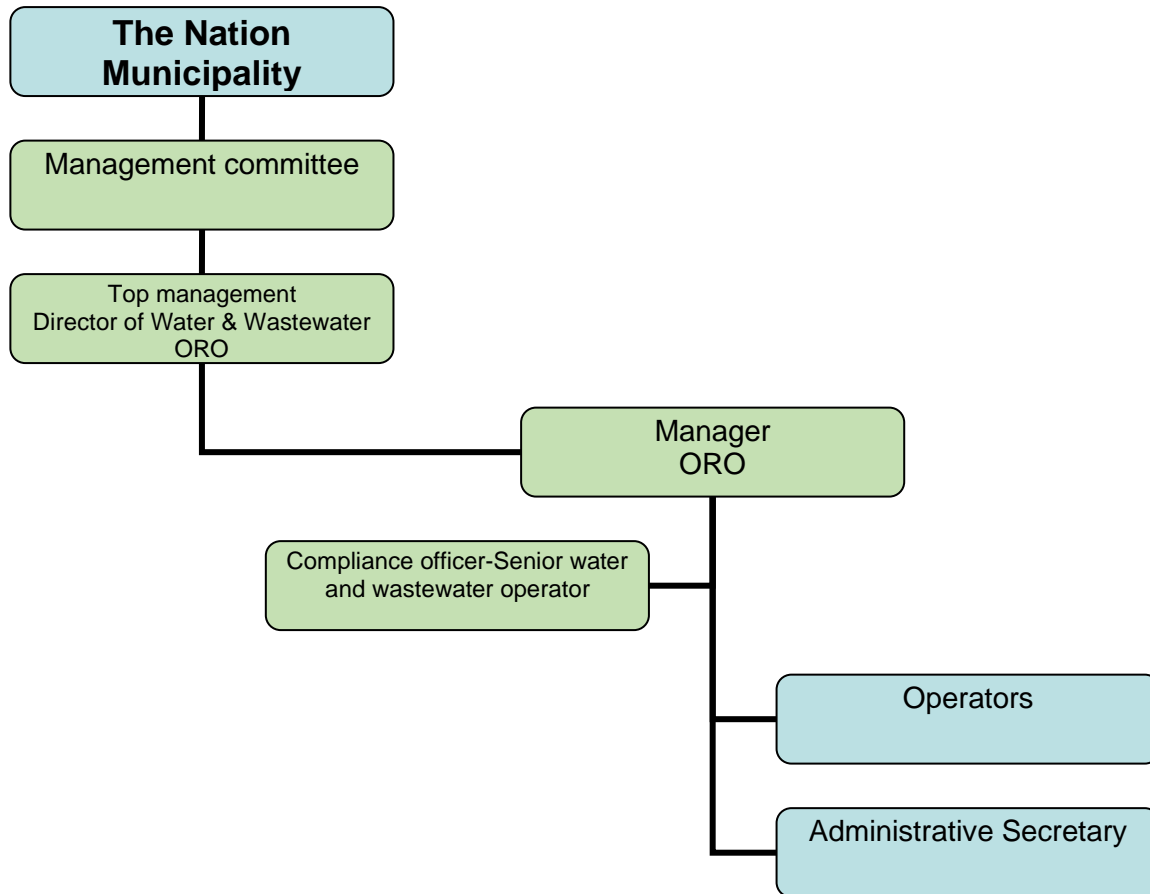 The Nation
Municipality
Management committee
Top management
Director of Water & Wastewater
ORO
Manager
ORO
Compliance officer-Senior water
and wastewater operator
Operators
Administrative Secretary